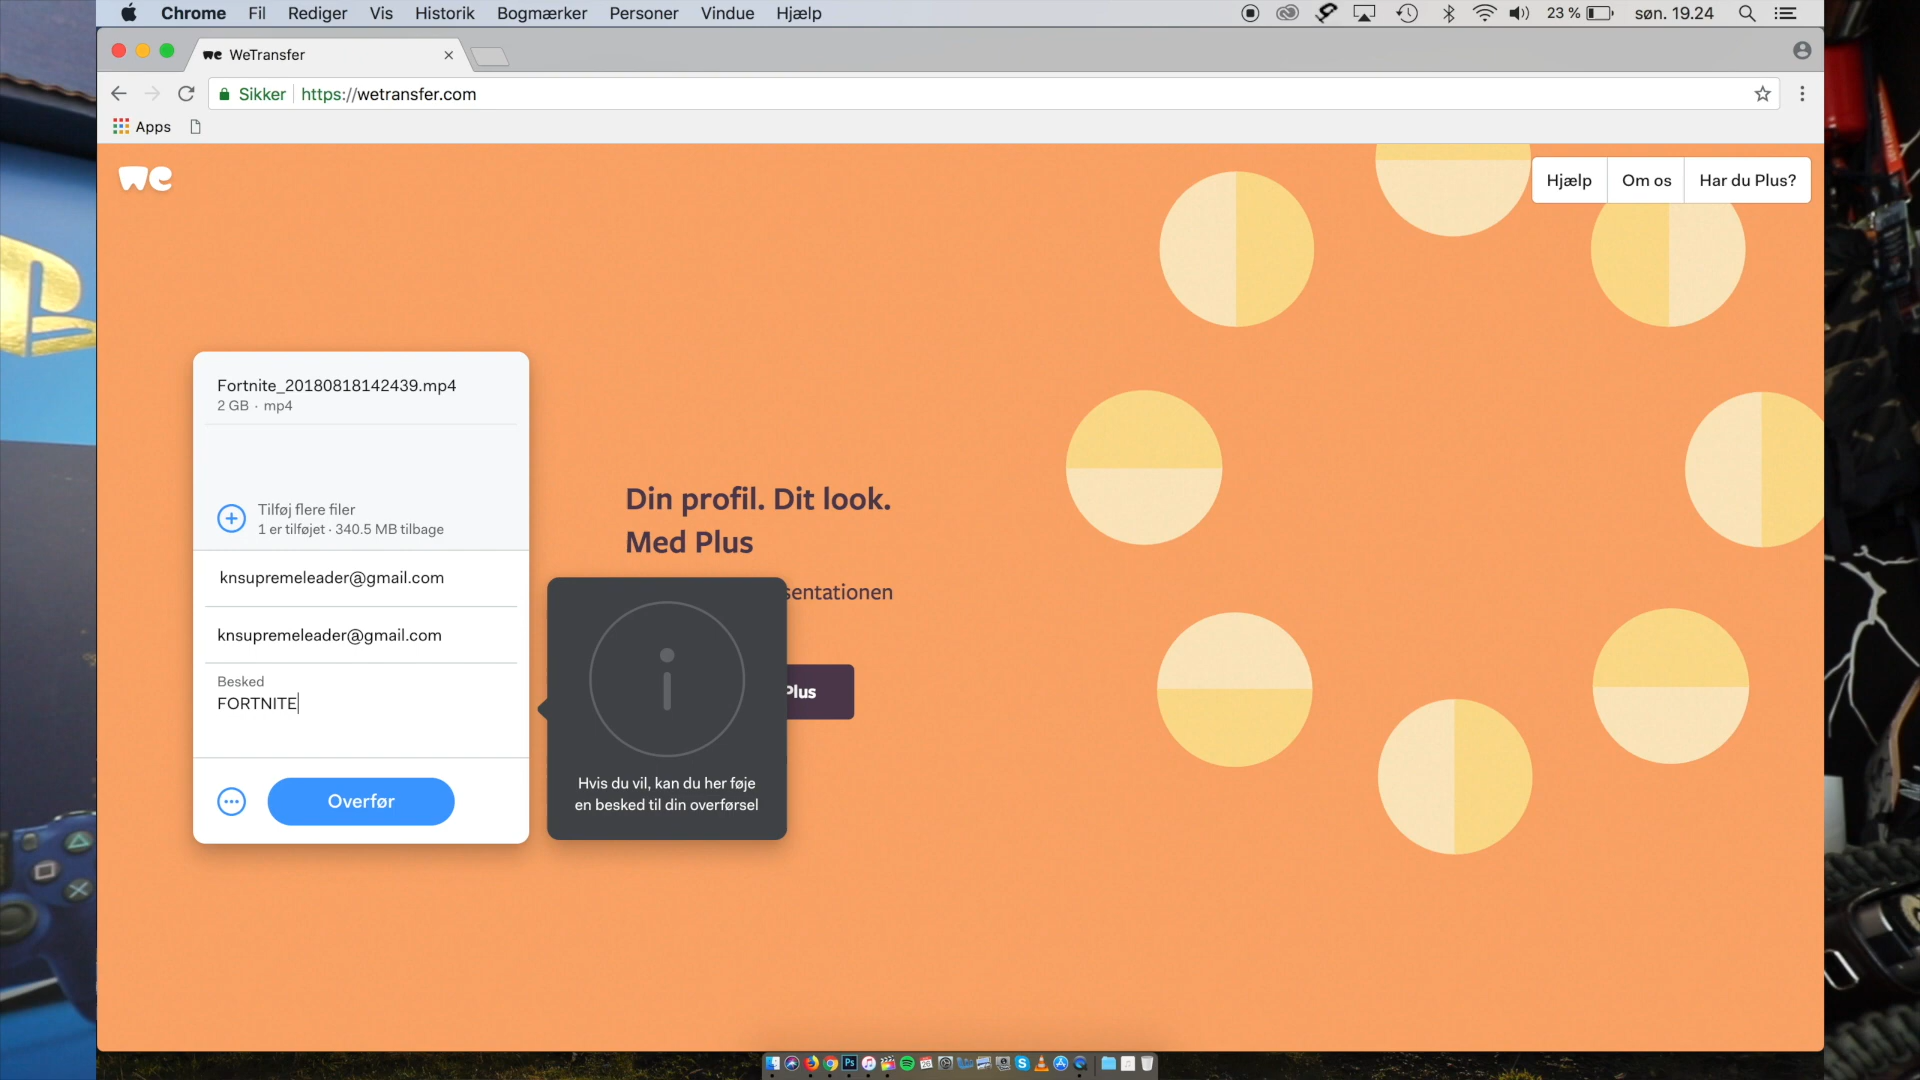 Chrome Fil Rediger Vis Historik Bogmærker Personer Vindue Hjælp 23 % søn. 19.24
we WeTransfer
Sikker https://wetransfer.com
Apps
we Hjælp Om os Har du Plus?
Fortnite_20180818142439.mp4
2 GB · mp4
Tilføj flere filer
1 er tilføjet · 340.5 MB tilbage
knsupremeleader@gmail.com
knsupremeleader@gmail.com
Besked
FORTNITE
Overfør
Din profil. Dit look.
Med Plus
sentationen
Plus
Hvis du vil, kan du her føje
en besked til din overførsel